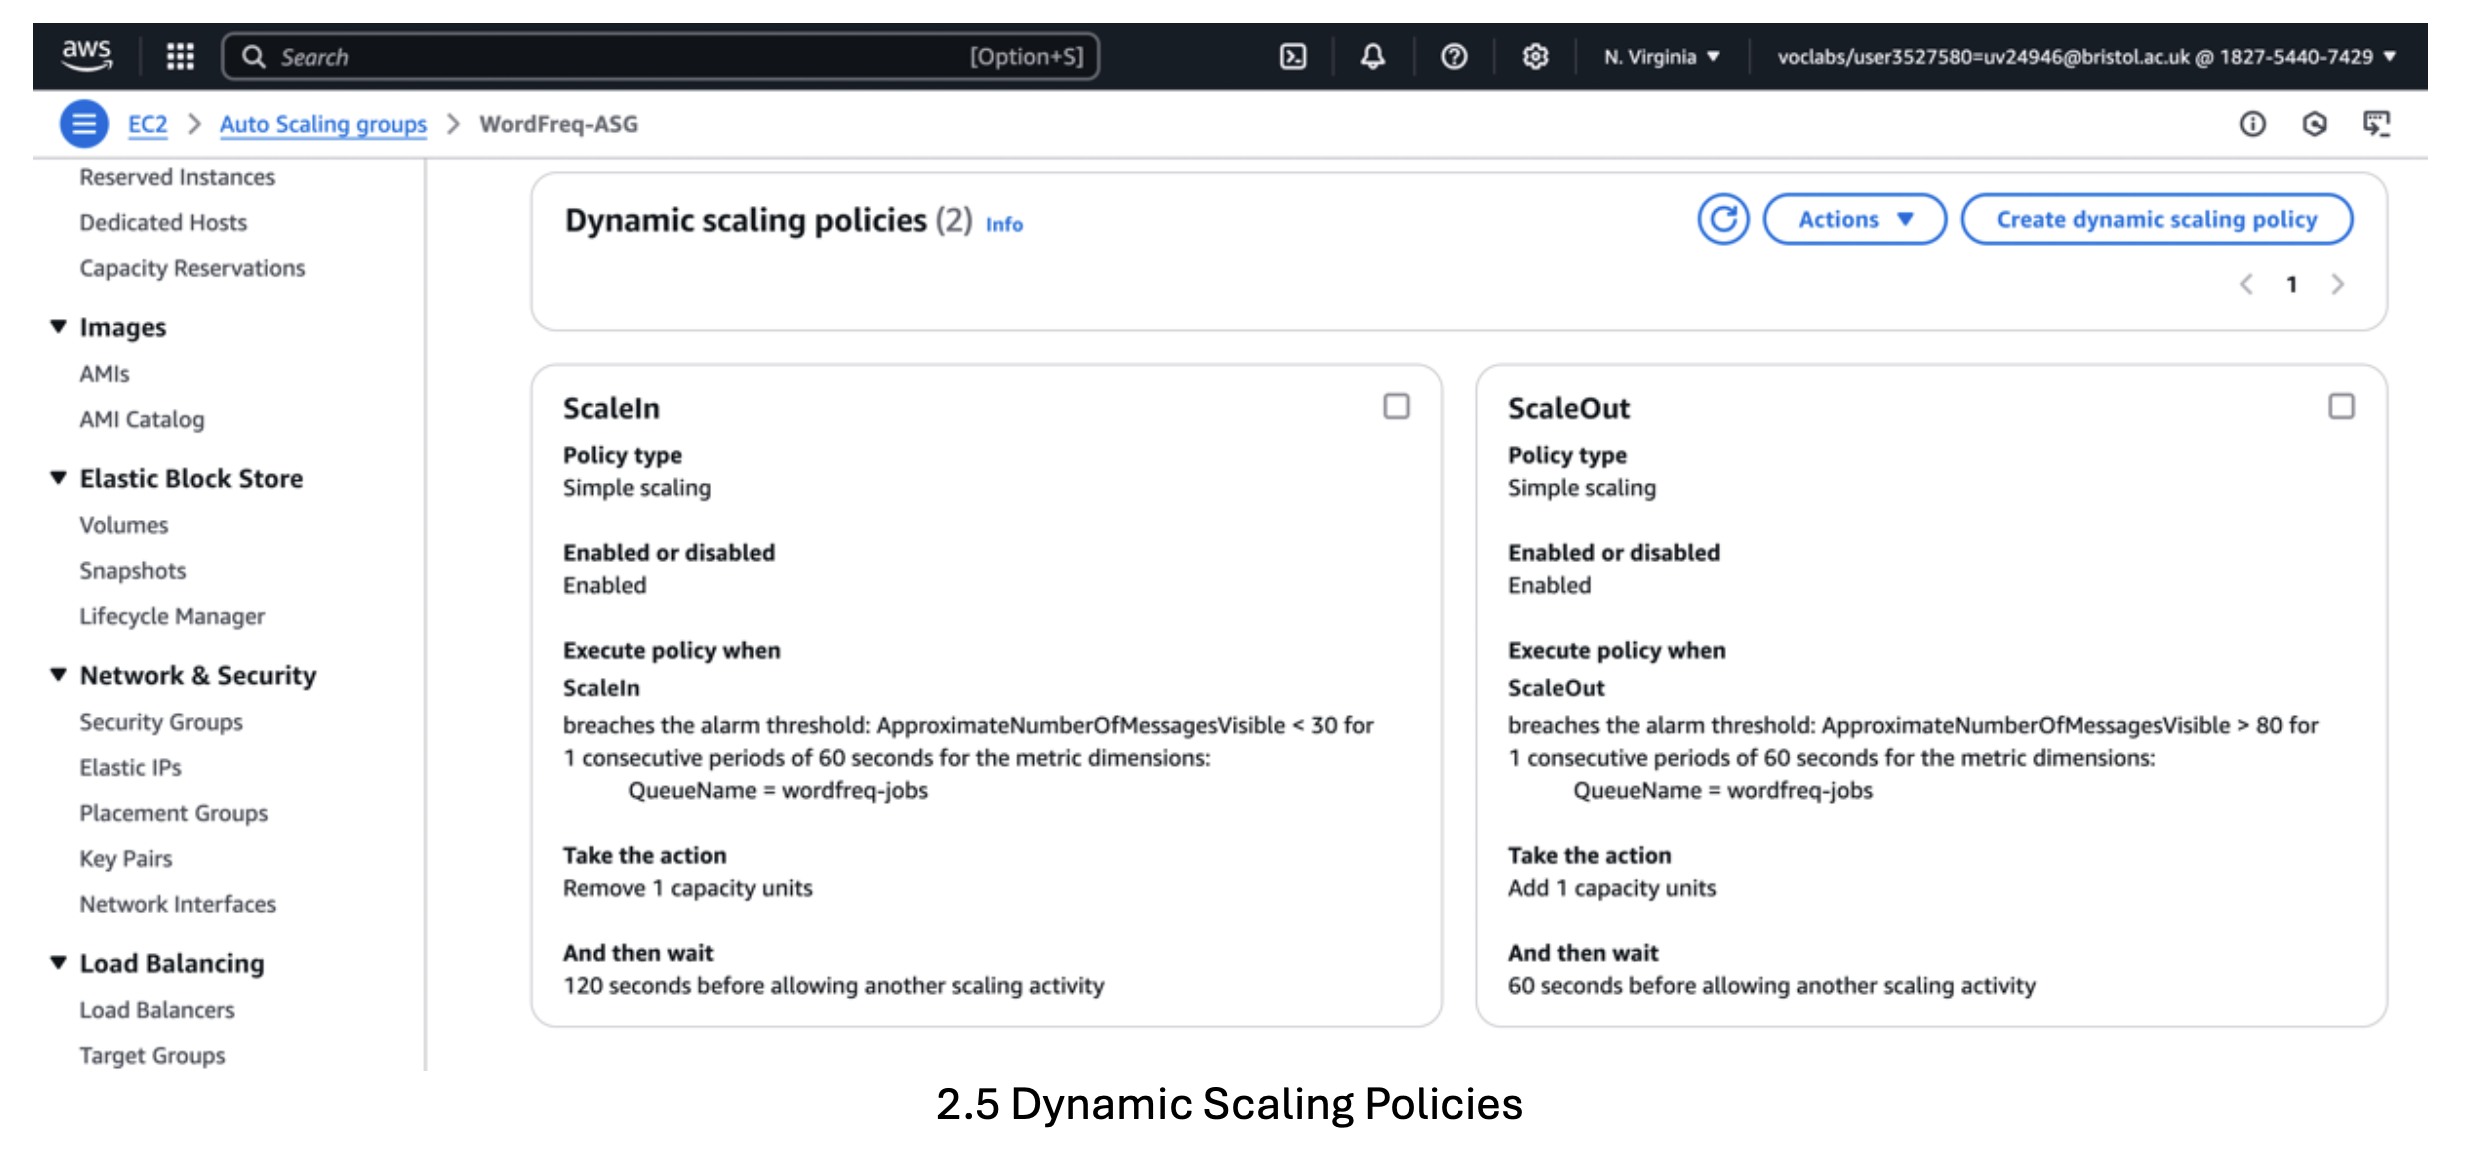 aws
Search [Option+S]
N. Virginia
voclabs/user3527580=uv24946@bristol.ac.uk @ 1827-5440-7429
EC2 > Auto Scaling groups > WordFreq-ASG
Reserved Instances
Dedicated Hosts
Capacity Reservations
Images
AMIs
AMI Catalog
Elastic Block Store
Volumes
Snapshots
Lifecycle Manager
Network & Security
Security Groups
Elastic IPs
Placement Groups
Key Pairs
Network Interfaces
Load Balancing
Load Balancers
Target Groups
Dynamic scaling policies (2) Info
Actions
Create dynamic scaling policy
< 1 >
ScaleIn
Policy type
Simple scaling
Enabled or disabled
Enabled
Execute policy when
ScaleIn
breaches the alarm threshold: ApproximateNumberOfMessagesVisible < 30 for
1 consecutive periods of 60 seconds for the metric dimensions:
QueueName = wordfreq-jobs
Take the action
Remove 1 capacity units
And then wait
120 seconds before allowing another scaling activity
ScaleOut
Policy type
Simple scaling
Enabled or disabled
Enabled
Execute policy when
ScaleOut
breaches the alarm threshold: ApproximateNumberOfMessagesVisible > 80 for
1 consecutive periods of 60 seconds for the metric dimensions:
QueueName = wordfreq-jobs
Take the action
Add 1 capacity units
And then wait
60 seconds before allowing another scaling activity
2.5 Dynamic Scaling Policies